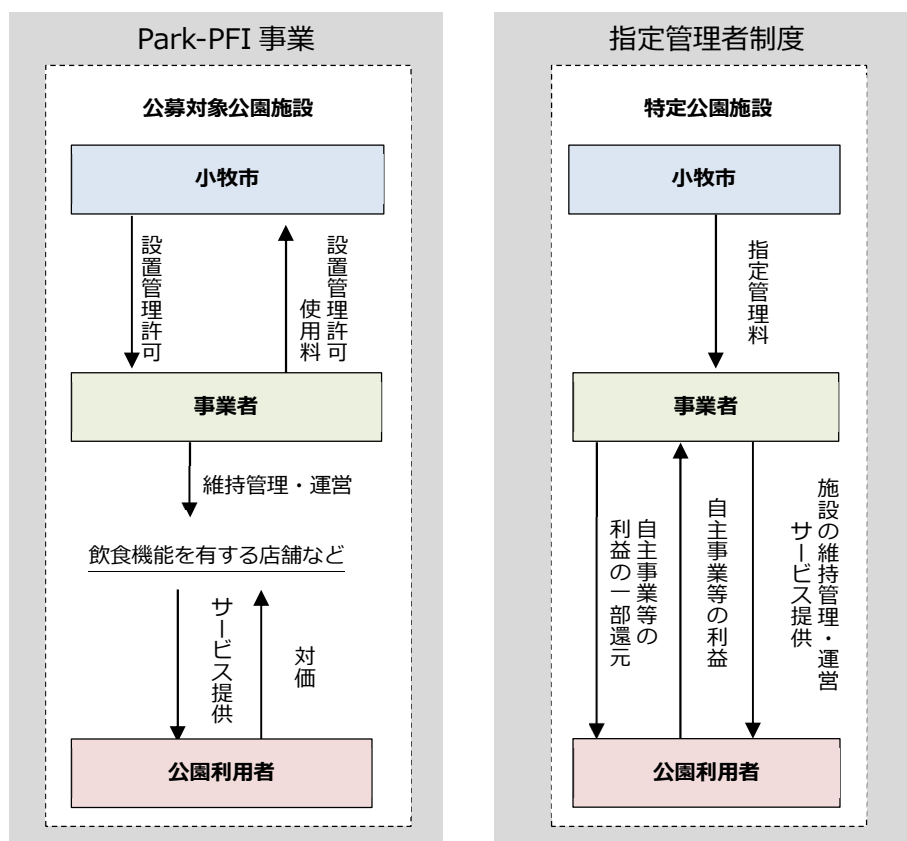 Park-PFI 事業
公募対象公園施設
小牧市
設置管理許可
設置管理許可
使用料
事業者
維持管理・運営
飲食機能を有する店舗など
サービス提供
対価
公園利用者
指定管理者制度
特定公園施設
小牧市
指定管理料
事業者
自主事業等の
利益の一部還元
自主事業等の利益
施設の維持管理・運営
サービス提供
公園利用者